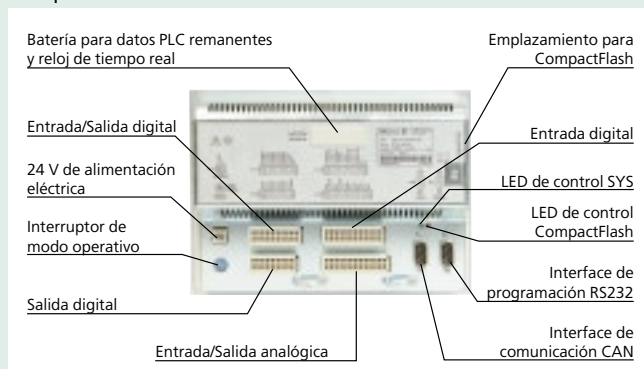 Batería para datos PLC remanentes
y reloj de tiempo real
Emplazamiento para
CompactFlash
Entrada/Salida digital
Entrada digital
24 V de alimentación
eléctrica
LED de control SYS
LED de control
CompactFlash
Interruptor de
modo operativo
Interface de
programación RS232
Salida digital
Interface de
comunicación CAN
Entrada/Salida analógica